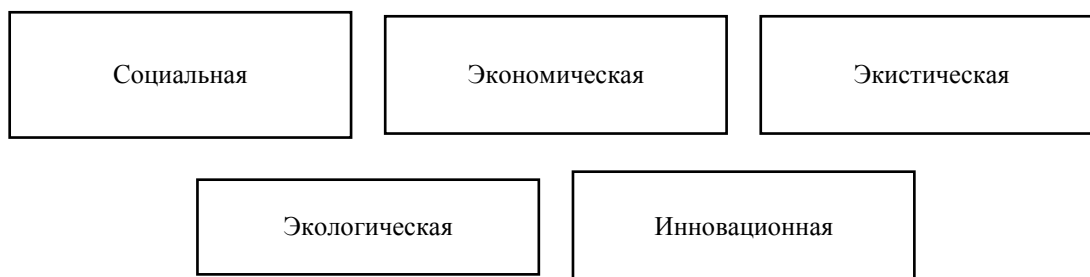 Социальная
Экономическая
Экистическая
Экологическая
Инновационная